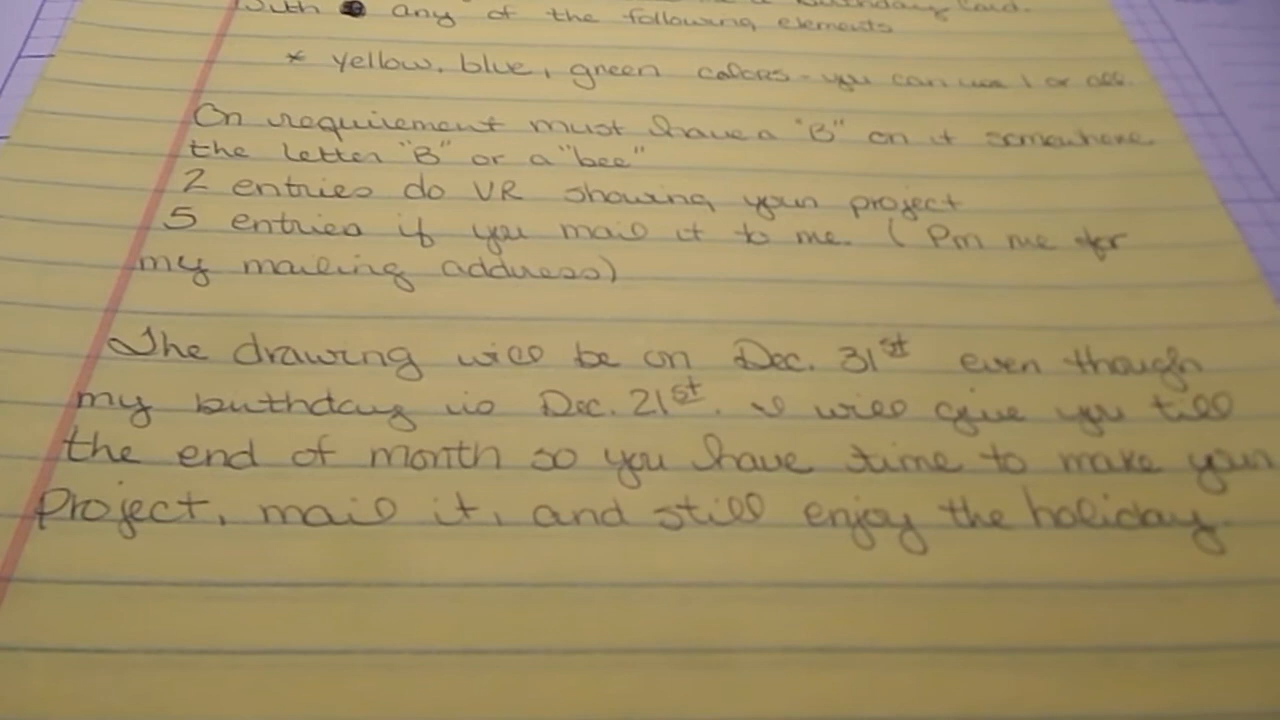 a birthday card.
with any of the following elements
* yellow, blue, green colors - you can use 1 or all.
On requirement must have a "B" on it somewhere
the letter "B" or a "bee"
2 entries do VR showing your project
5 entries if you mail it to me. (Pm me for
my mailing address)
The drawing will be on Dec. 31st even though
my birthday is Dec. 21st. I will give you till
the end of month so you have time to make your
Project, mail it, and still enjoy the holiday.